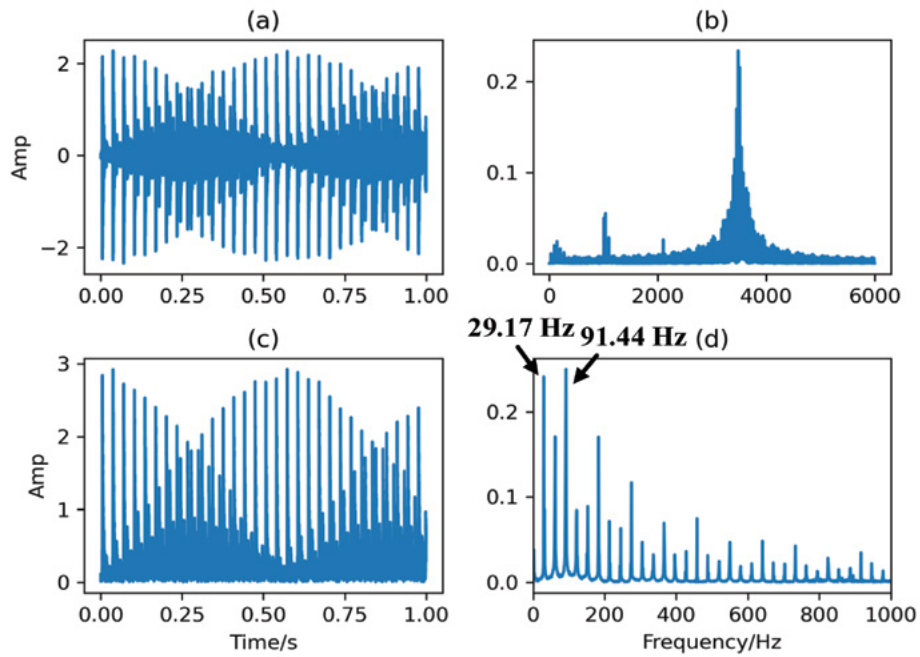 (a)
(b)
Amp
2
0
−2
0.00 0.25 0.50 0.75 1.00
0.2
0.1
0.0
0 2000 4000 6000
(c)
29.17 Hz
91.44 Hz
(d)
Amp
3
2
1
0
0.00 0.25 0.50 0.75 1.00
Time/s
0.2
0.1
0.0
0 200 400 600 800 1000
Frequency/Hz